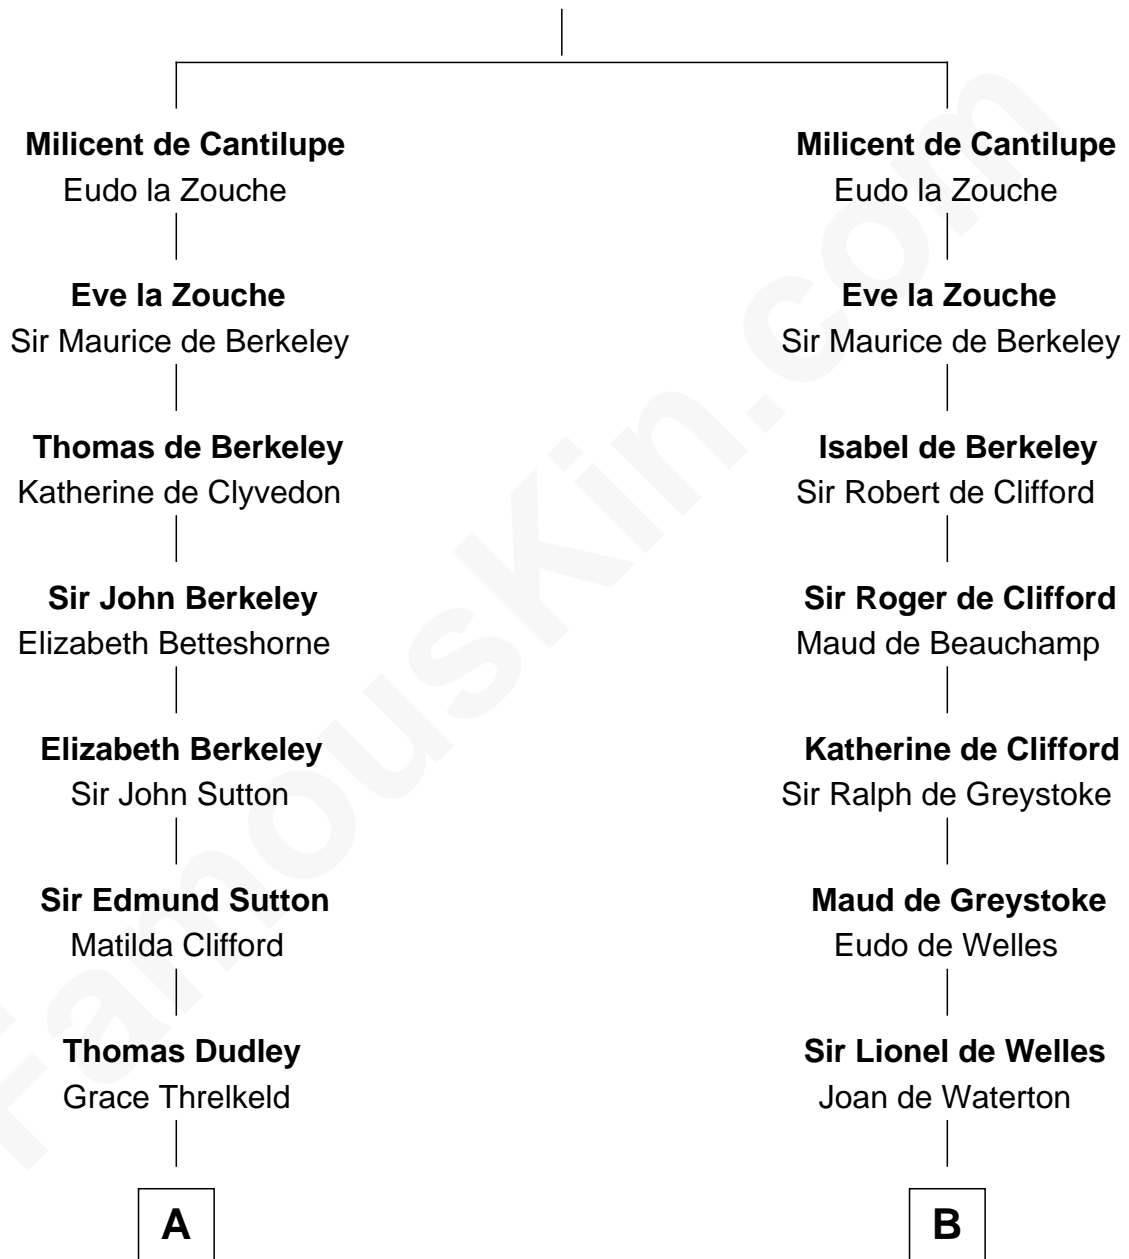 Milicent de Cantilupe
Eudo la Zouche
Eve la Zouche
Sir Maurice de Berkeley
Thomas de Berkeley
Katherine de Clyvedon
Sir John Berkeley
Elizabeth Betteshorne
Elizabeth Berkeley
Sir John Sutton
Sir Edmund Sutton
Matilda Clifford
Thomas Dudley
Grace Threlkeld
A
Milicent de Cantilupe
Eudo la Zouche
Eve la Zouche
Sir Maurice de Berkeley
Isabel de Berkeley
Sir Robert de Clifford
Sir Roger de Clifford
Maud de Beauchamp
Katherine de Clifford
Sir Ralph de Greystoke
Maud de Greystoke
Eudo de Welles
Sir Lionel de Welles
Joan de Waterton
B
FamousKin.com